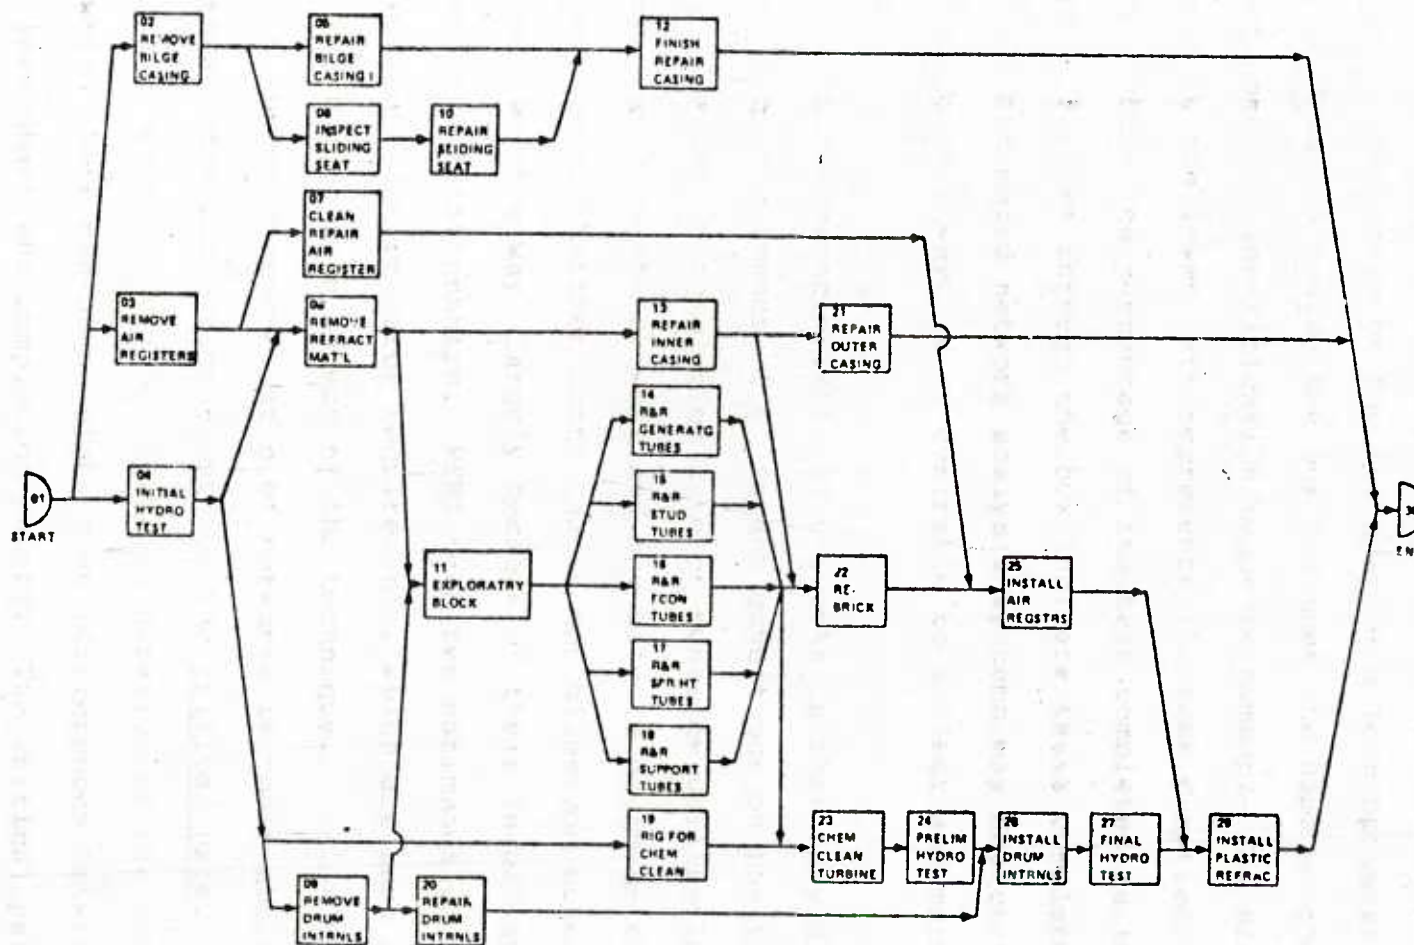 02
REMOVE
BILGE
CASING
05
REPAIR
BILGE
CASING I
12
FINISH
REPAIR
CASING
08
INSPECT
SLIDING
SEAT
10
REPAIR
SEAT
07
CLEAN
REPAIR
AIR
REGISTER
03
REMOVE
AIR
REGISTERS
REMOVE
REFRACT
MAT'L
13
REPAIR
INNER
CASING
21
REPAIR
OUTER
CASING
14
R&R
GENERATG
TUBES
01
START
04
INITIAL
HYDRO
TEST
15
R&R
STUD
TUBES
30
11
EXPLORATRY
BLOCK
16
R&R
TUBES
22
RE-
BRICK
25
INSTALL
AIR
REGSTRS
17
R&R
SPR HT
TUBES
18
R&R
SUPPORT
TUBES
19
RIG FOR
CHEM
CLEAN
23
CHEM
CLEAN
TURBINE
24
PRELIM
HYDRO
TEST
INSTALL
DRUM
INTRNLS
27
FINAL
HYDRO
TEST
INSTALL
PLASTIC
REFRAC
09
REMOVE
DRUM
INTRNLS
20
REPAIR
DRUM
INTRNLS